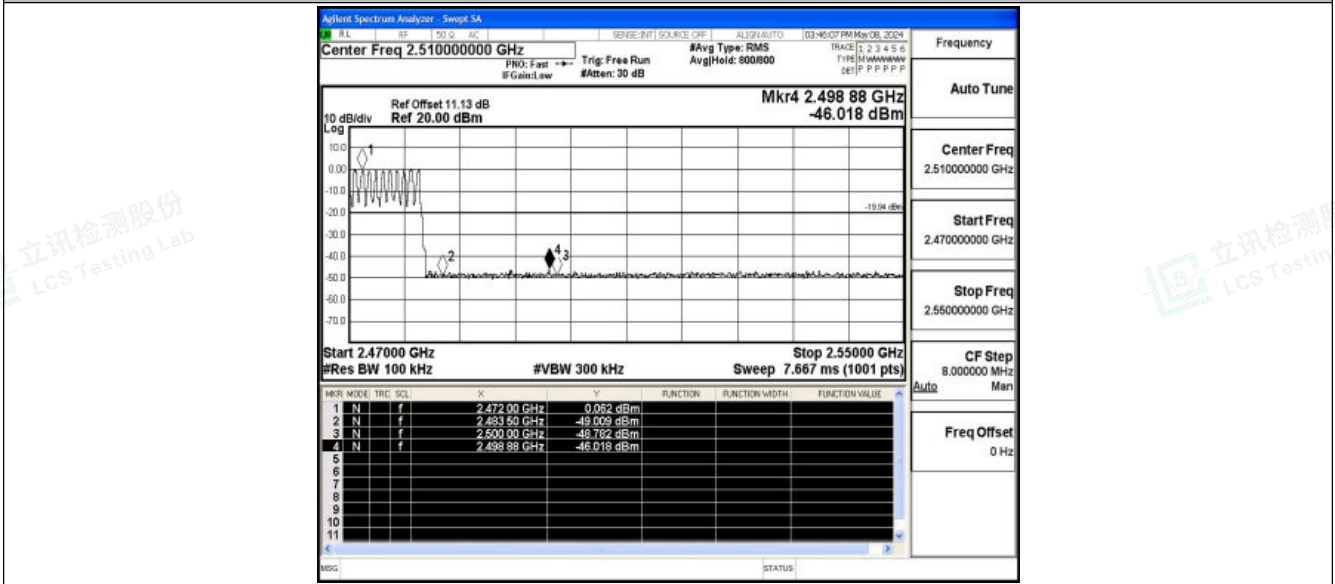 Agilent Spectrum Analyzer - Swept SA
RL RF 50 Ω AC SENSE:INT SOURCE OFF ALIGNAUTO 03:46:07 PM May 08, 2024
Center Freq 2.510000000 GHz
PNO: Fast
IFGain:Low
Trig: Free Run
#Atten: 30 dB
#Avg Type: RMS
Avg|Hold: 800/800
TRACE 1 2 3 4 5 6
TYPE M WWWWW
DET P P P P P P
Mkr4 2.498 88 GHz
-46.018 dBm
Ref Offset 11.13 dB
10 dB/div Ref 20.00 dBm
Log
10.0
0.00
-10.0
-20.0
-30.0
-40.0
-50.0
-60.0
-70.0
1
2
4
3
-19.94 dBm
Start 2.47000 GHz Stop 2.55000 GHz
#Res BW 100 kHz #VBW 300 kHz Sweep 7.667 ms (1001 pts)
MKR MODE TRC SCL X Y FUNCTION FUNCTION WIDTH FUNCTION VALUE
1 N f 2.472 00 GHz 0.062 dBm
2 N f 2.483 50 GHz -49.009 dBm
3 N f 2.500 00 GHz -48.782 dBm
4 N f 2.498 88 GHz -46.018 dBm
5
6
7
8
9
10
11
MSG STATUS
Frequency
Auto Tune
Center Freq
2.510000000 GHz
Start Freq
2.470000000 GHz
Stop Freq
2.550000000 GHz
CF Step
8.000000 MHz
Auto Man
Freq Offset
0 Hz
立讯检测股份
LCS Testing Lab
立讯检测
LCS Testin